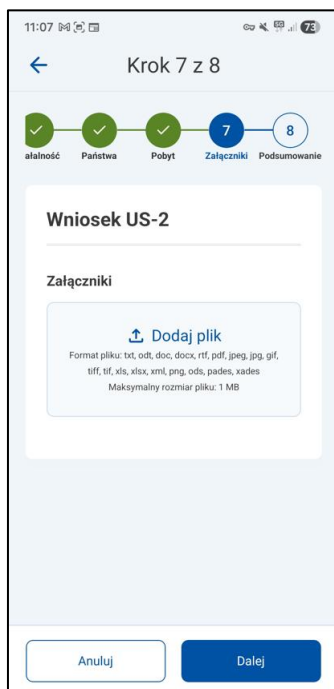 11:07
73
Krok 7 z 8
7
8
ałalność
Państwa
Pobyt
Załączniki
Podsumowanie
Wniosek US-2
Załączniki
Dodaj plik
Format pliku: txt, odt, doc, docx, rtf, pdf, jpeg, jpg, gif,
tiff, tif, xls, xlsx, xml, png, ods, pades, xades
Maksymalny rozmiar pliku: 1 MB
Anuluj
Dalej